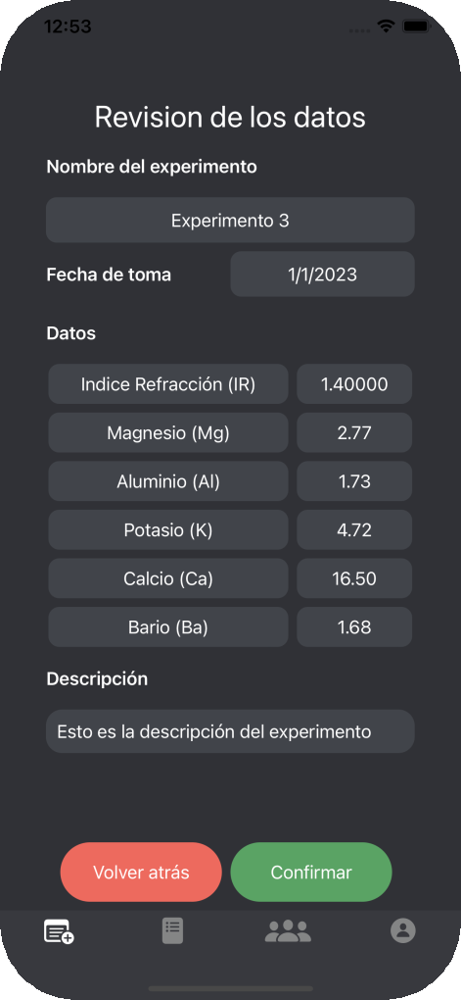 12:53
Revision de los datos
Nombre del experimento
Experimento 3
Fecha de toma 1/1/2023
Datos
Indice Refracción (IR) 1.40000
Magnesio (Mg) 2.77
Aluminio (Al) 1.73
Potasio (K) 4.72
Calcio (Ca) 16.50
Bario (Ba) 1.68
Descripción
Esto es la descripción del experimento
Volver atrás Confirmar